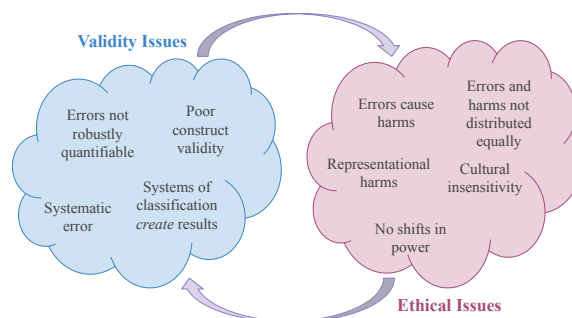 Validity Issues
Errors not
robustly
quantifiable
Poor
construct
validity
Systematic
error
Systems of
classification
create results
Errors cause
harms
Errors and
harms not
distributed
equally
Representational
harms
Cultural
insensitivity
No shifts in
power
Ethical Issues